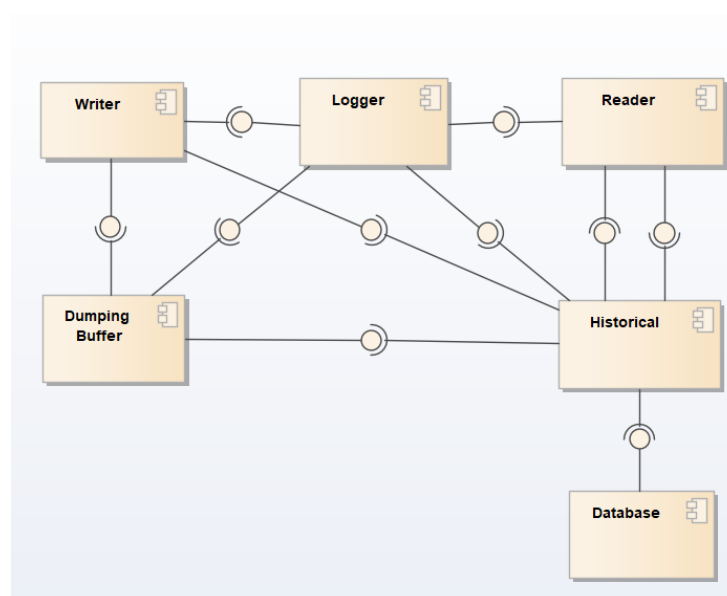 Writer
Logger
Reader
Dumping
Buffer
Historical
Database